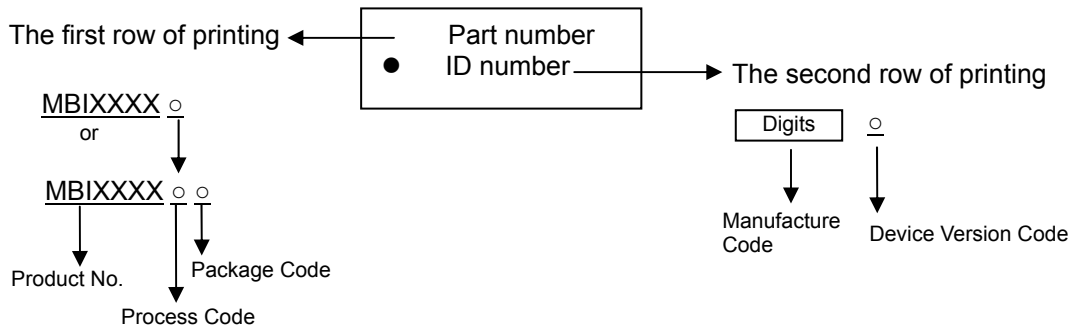 The first row of printing
Part number
● ID number
The second row of printing
MBIXXXX ○
or
MBIXXXX ○ ○
Digits ○
Product No.
Package Code
Process Code
Manufacture
Code
Device Version Code